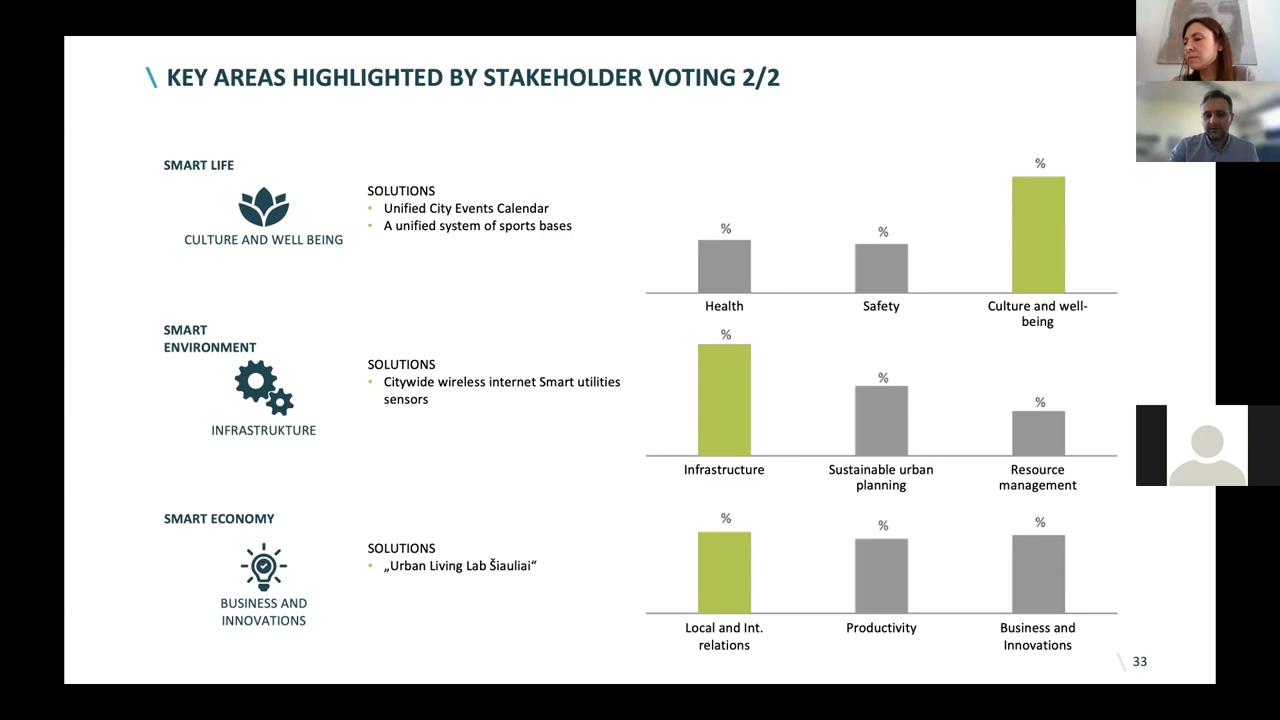 \ KEY AREAS HIGHLIGHTED BY STAKEHOLDER VOTING 2/2
SMART LIFE
CULTURE AND WELL BEING
SOLUTIONS
• Unified City Events Calendar
• A unified system of sports bases
%
%
%
Health
Safety
Culture and well-
being
SMART
ENVIRONMENT
INFRASTRUKTURE
SOLUTIONS
• Citywide wireless internet Smart utilities
sensors
%
%
%
Infrastructure
Sustainable urban
planning
Resource
management
SMART ECONOMY
BUSINESS AND
INNOVATIONS
SOLUTIONS
• „Urban Living Lab Šiauliai“
%
%
%
Local and Int.
relations
Productivity
Business and
Innovations
\ 33